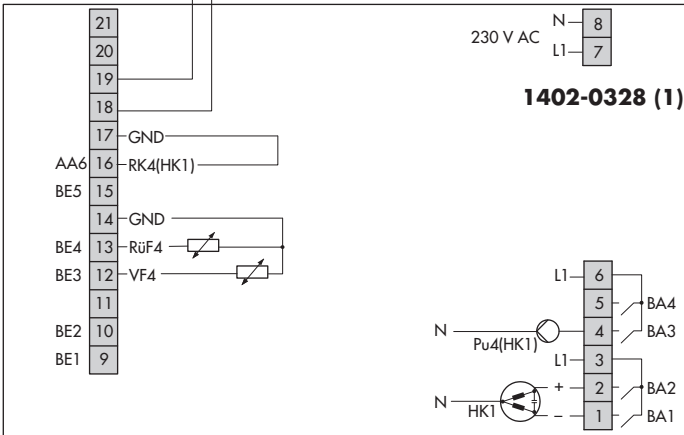 21
20
19
18
17 GND
AA6 16 RK4(HK1)
BE5 15
14 GND
BE4 13 RüF4
BE3 12 VF4
11
BE2 10
BE1 9
230 V AC
N 8
L1 7
1402-0328 (1)
L1 6
5 BA4
N Pu4(HK1) 4 BA3
L1 3
+ 2 BA2
N HK1 – 1 BA1